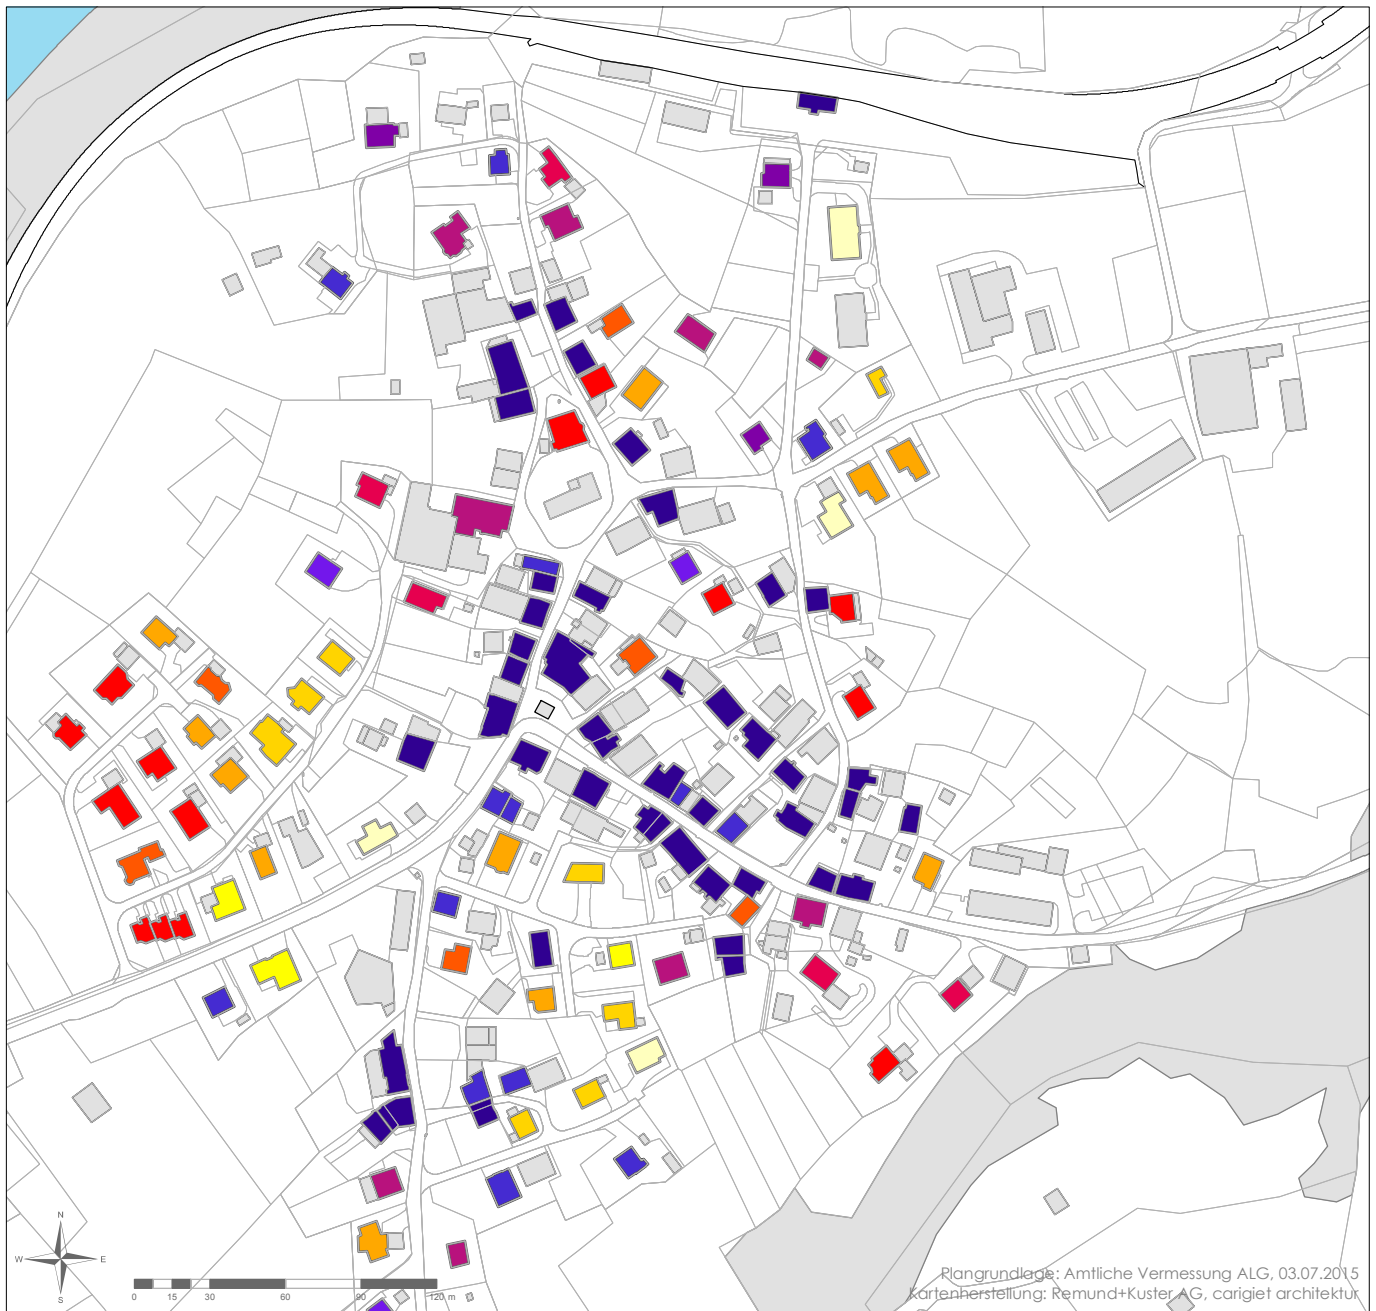 N
W E
S
0 15 30 60 90 120 m
Plangrundlage: Amtliche Vermessung ALG, 03.07.2015
Kartenherstellung: Remund+Kuster AG, carigiet architektur